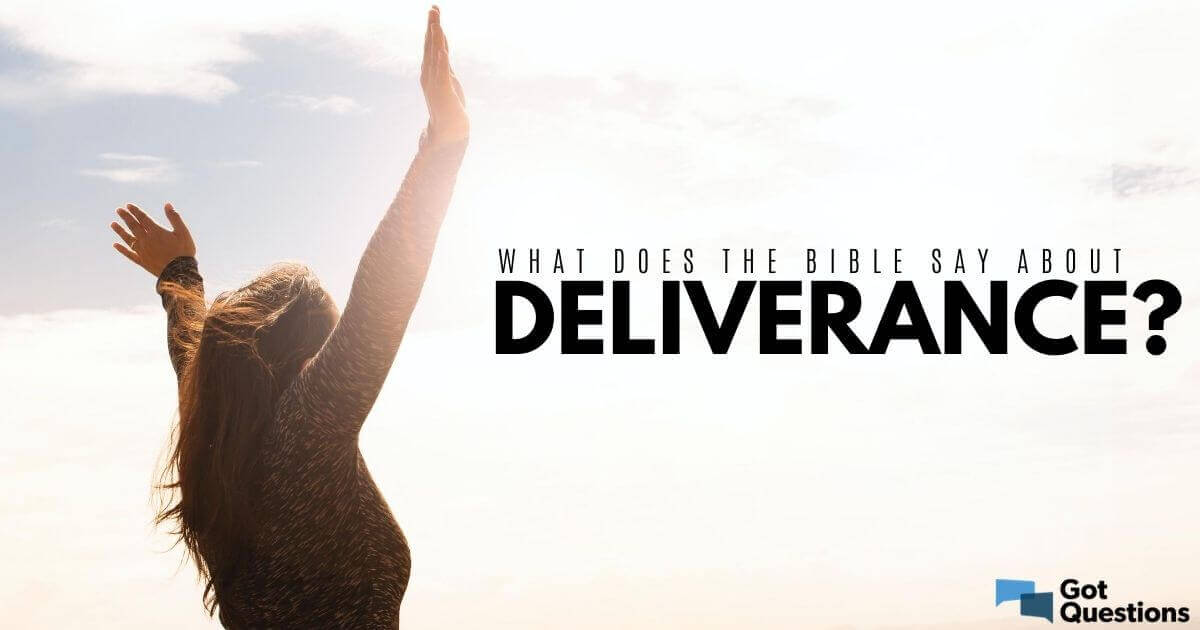 WHAT DOES THE BIBLE SAY ABOUT
DELIVERANCE?
Got
Questions